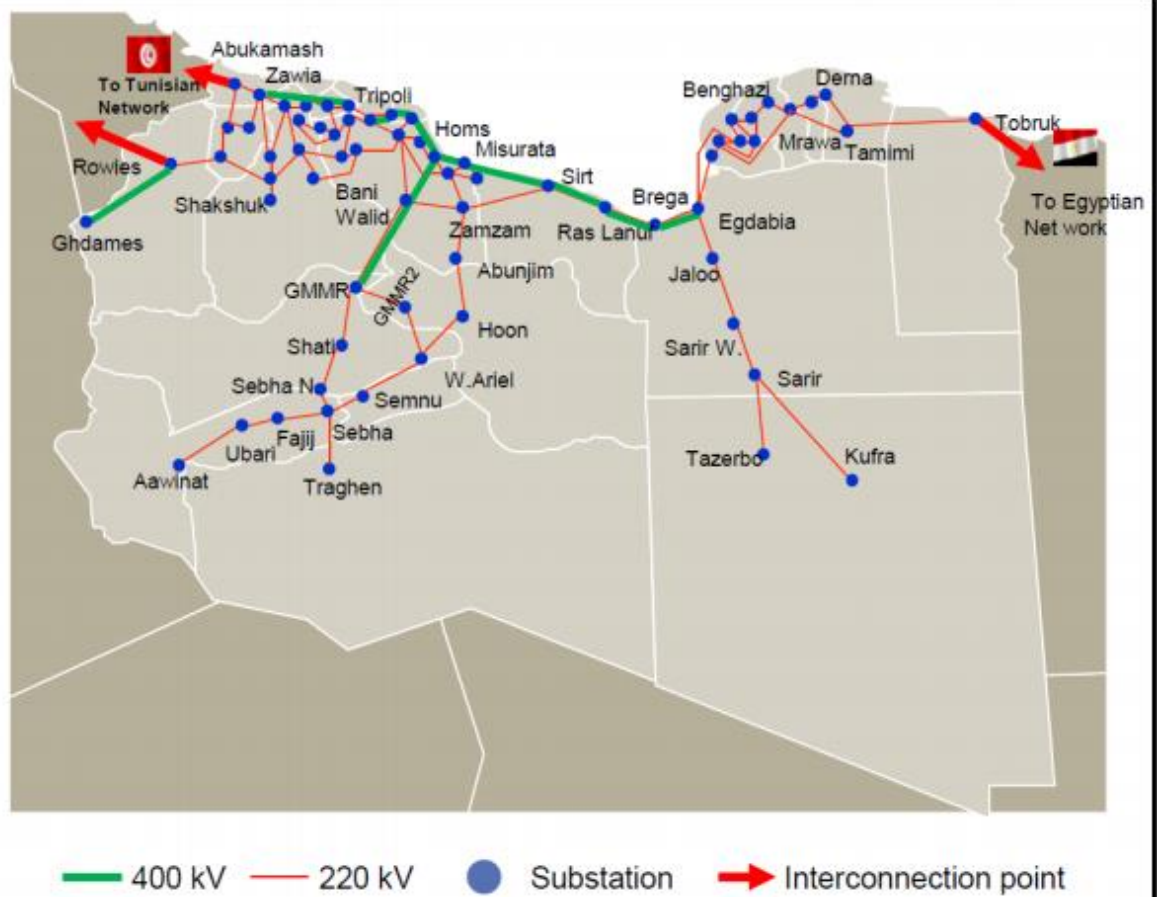 Abukamash
To Tunisian
Network
Zawia
Tripoli
Homs
Misurata
Rowles
Shakshuk
Bani
Walid
Ghdames
Zamzam
Sirt
Ras Lanuf
Brega
Egdabia
Benghazi
Derna
Mrawa
Tamimi
Tobruk
To Egyptian
Net work
GMMR
GMMR2
Abunjim
Hoon
Jaloo
Shati
W.Ariel
Sarir W.
Sarir
Sebha N
Semnu
Sebha
Fajij
Ubari
Aawinat
Traghen
Tazerbo
Kufra
400 kV
220 kV
Substation
Interconnection point